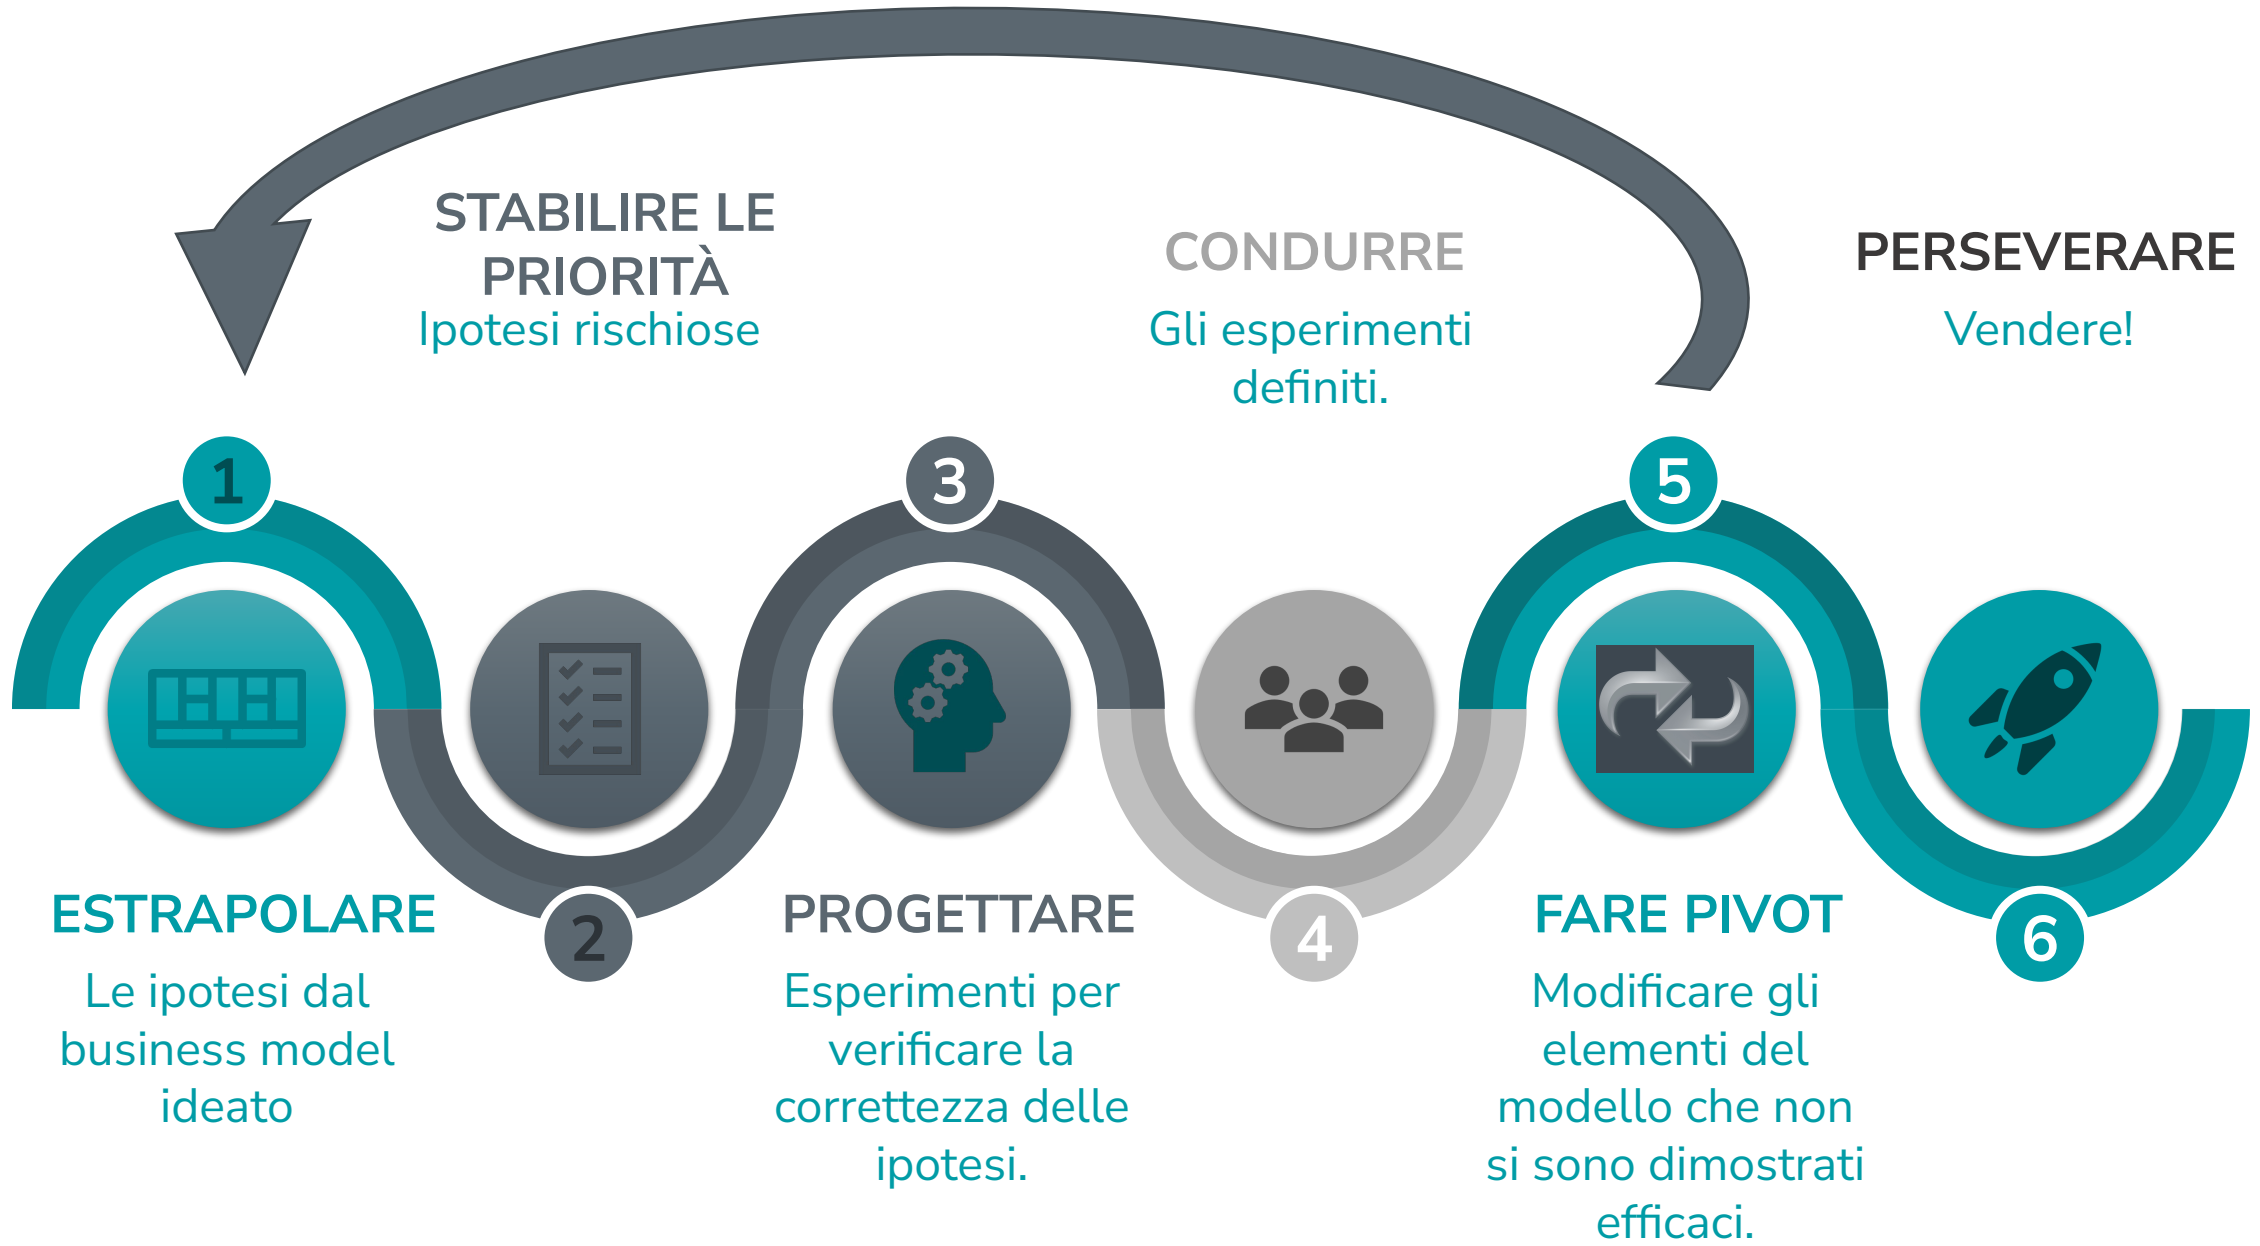 1
ESTRAPOLARE
Le ipotesi dal
business model
ideato
2
STABILIRE LE
PRIORITÀ
Ipotesi rischiose
3
PROGETTARE
Esperimenti per
verificare la
correttezza delle
ipotesi.
4
CONDURRE
Gli esperimenti
definiti.
5
FARE PIVOT
Modificare gli
elementi del
modello che non
si sono dimostrati
efficaci.
6
PERSEVERARE
Vendere!